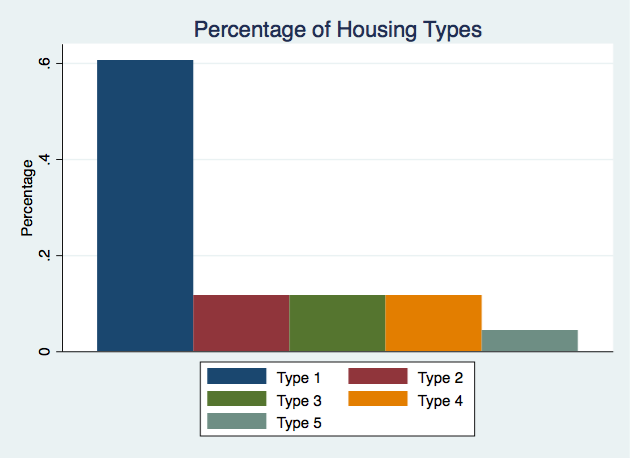 Percentage of Housing Types
Percentage
.6
.4
.2
0
Type 1 Type 2
Type 3 Type 4
Type 5